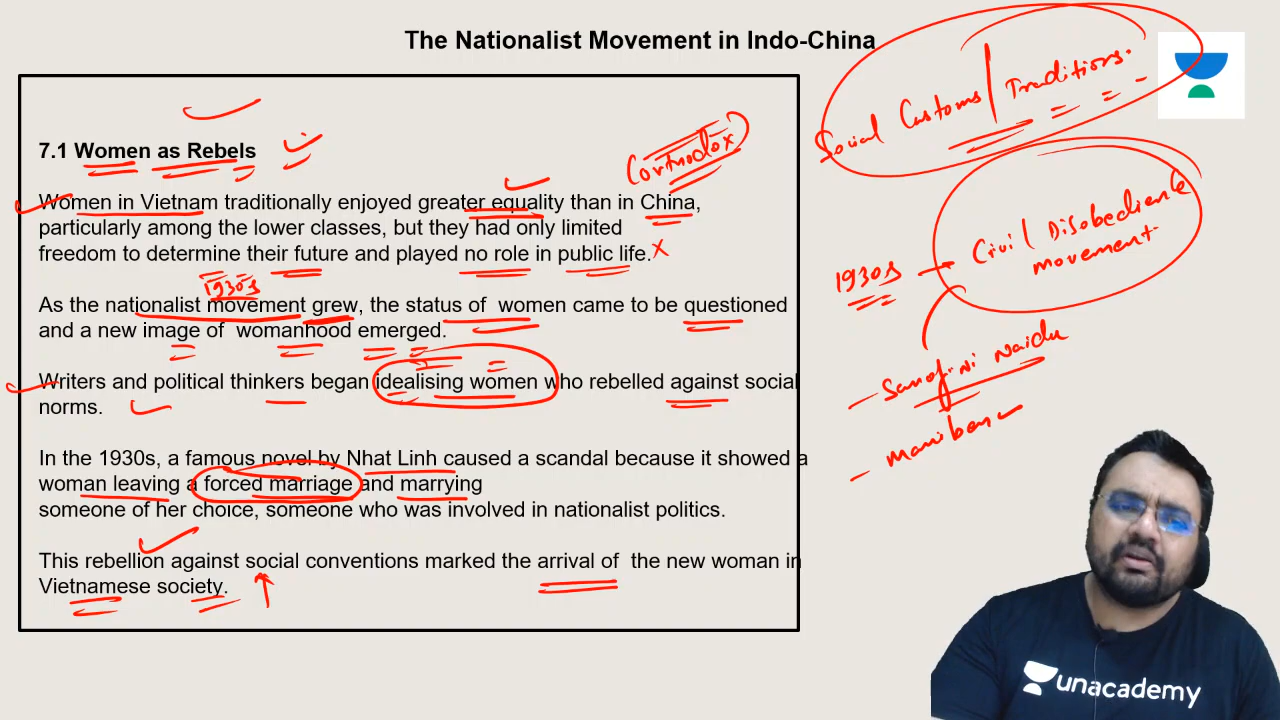 The Nationalist Movement in Indo-China
Social Customs / Traditions.
7.1 Women as Rebels
(orthodox)
Women in Vietnam traditionally enjoyed greater equality than in China,
particularly among the lower classes, but they had only limited
freedom to determine their future and played no role in public life. x
1930s
As the nationalist movement grew, the status of women came to be questioned
and a new image of womanhood emerged.
Writers and political thinkers began idealising women who rebelled against social
norms.
In the 1930s, a famous novel by Nhat Linh caused a scandal because it showed a
woman leaving a forced marriage and marrying
someone of her choice, someone who was involved in nationalist politics.
This rebellion against social conventions marked the arrival of the new woman in
Vietnamese society.
1930s → Civil Disobedience
movement
- Sarojini Naidu
- maniben
unacademy